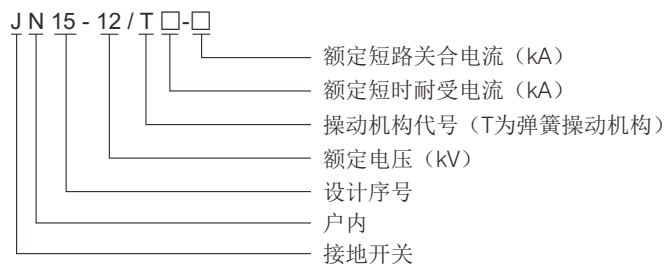 JN15-12/T□-□
额定短路关合电流（kA）
额定短时耐受电流（kA）
操动机构代号（T为弹簧操动机构）
额定电压（kV）
设计序号
户内
接地开关